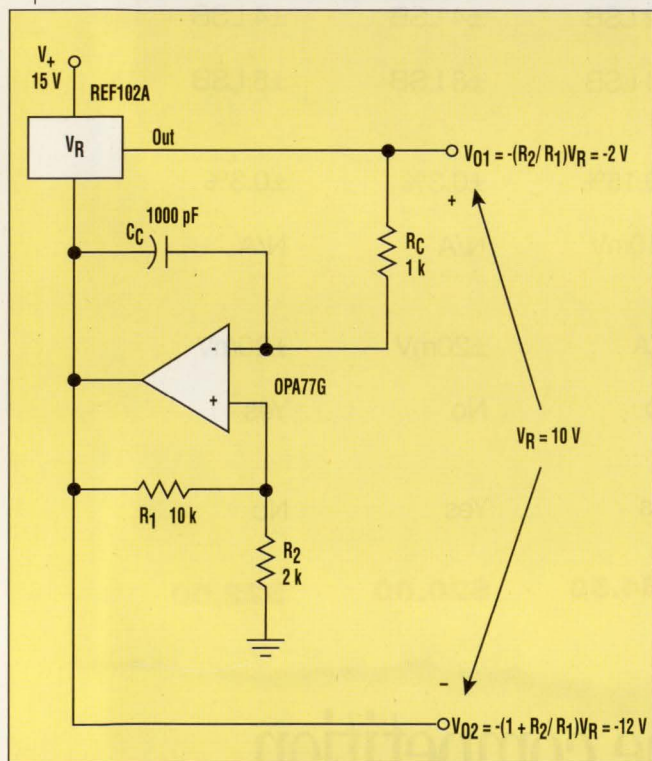 V+
15 V
REF102A
VR
Out
VO1 = -(R2/ R1)VR = -2 V
+
1000 pF
CC
RC
1 k
-
OPA77G
+
VR = 10 V
R1 10 k
R2
2 k
-
VO2 = -(1 + R2/ R1)VR = -12 V